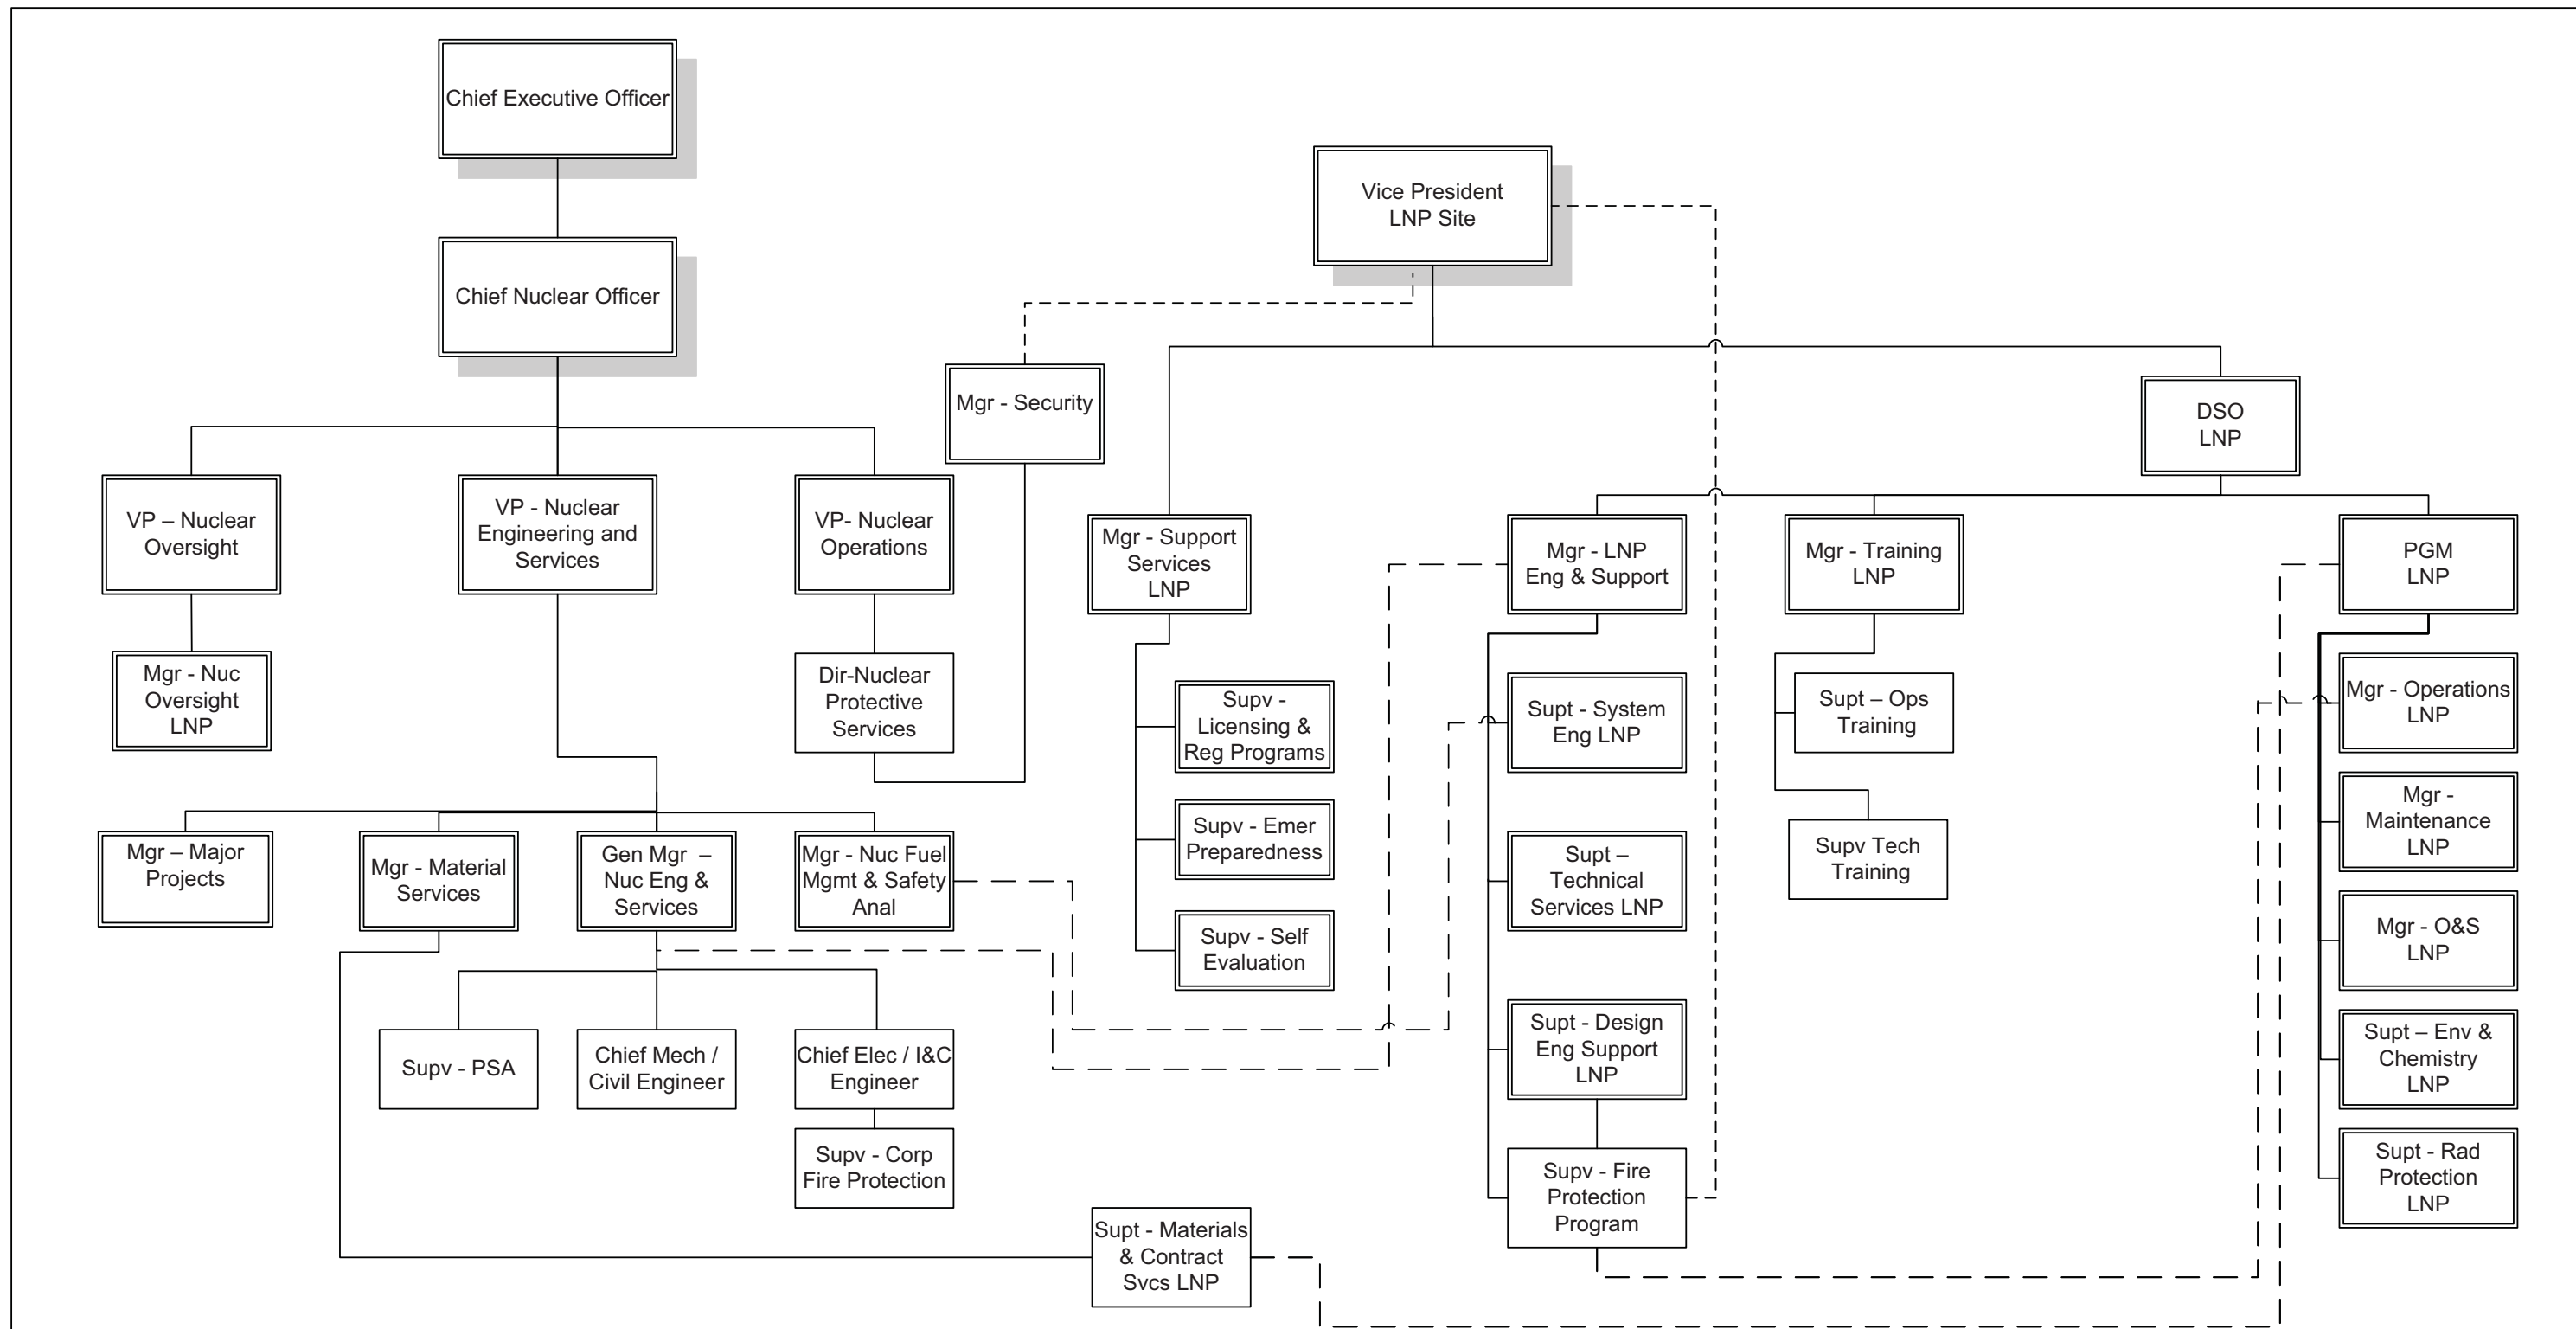 Chief Executive Officer
Chief Nuclear Officer
Vice President
LNP Site
Mgr - Security
DSO
LNP
VP – Nuclear
Oversight
VP - Nuclear
Engineering and
Services
VP- Nuclear
Operations
Mgr - Support
Services
LNP
Mgr - LNP
Eng & Support
Mgr - Training
LNP
PGM
LNP
Mgr - Nuc
Oversight
LNP
Dir-Nuclear
Protective
Services
Supv -
Licensing &
Reg Programs
Supt - System
Eng LNP
Supt – Ops
Training
Mgr - Operations
LNP
Mgr – Major
Projects
Mgr - Material
Services
Gen Mgr –
Nuc Eng &
Services
Mgr - Nuc Fuel
Mgmt & Safety
Anal
Supv - Emer
Preparedness
Supt –
Technical
Services LNP
Supv Tech
Training
Mgr -
Maintenance
LNP
Supv - Self
Evaluation
Mgr - O&S
LNP
Supv - PSA
Chief Mech /
Civil Engineer
Chief Elec / I&C
Engineer
Supt - Design
Eng Support
LNP
Supt – Env &
Chemistry
LNP
Supv - Corp
Fire Protection
Supv - Fire
Protection
Program
Supt - Rad
Protection
LNP
Supt - Materials
& Contract
Svcs LNP